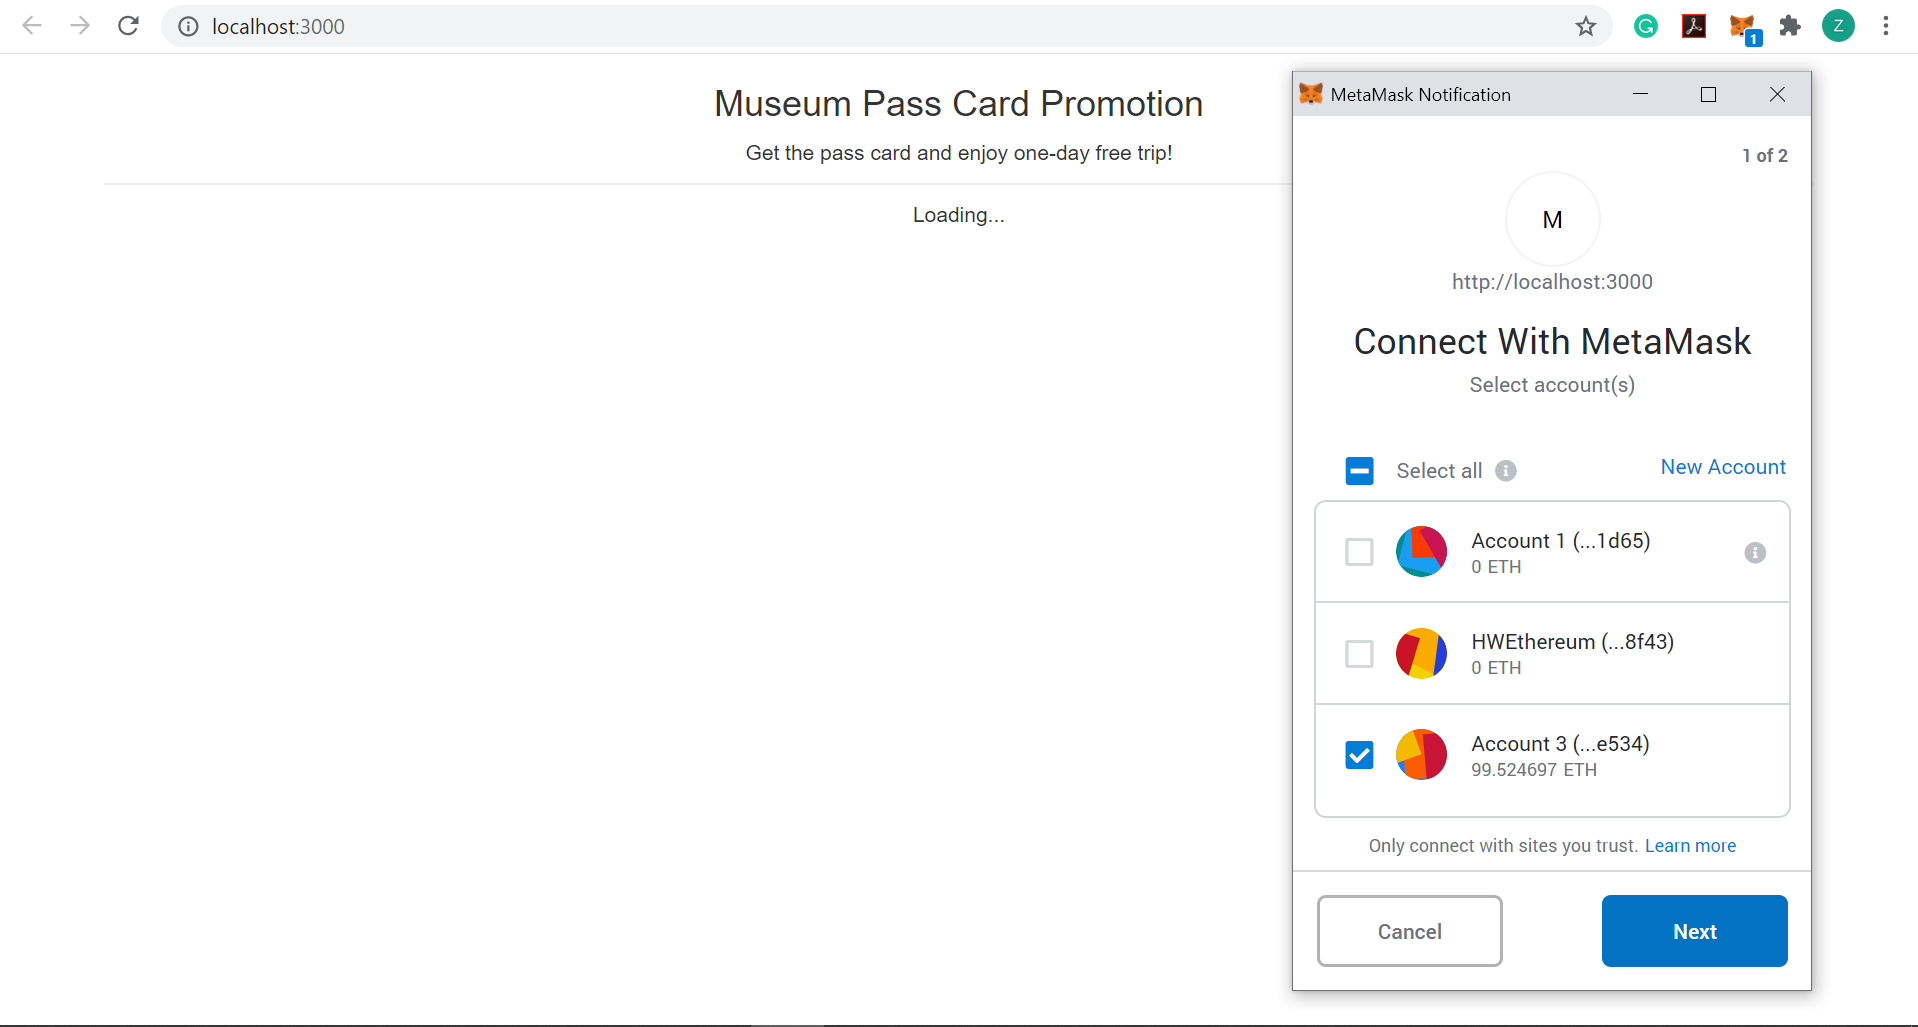 localhost:3000
1
Z
Museum Pass Card Promotion
Get the pass card and enjoy one-day free trip!
Loading...
MetaMask Notification
1 of 2
M
http://localhost:3000
Connect With MetaMask
Select account(s)
Select all
New Account
Account 1 (...1d65)
0 ETH
HWEthereum (...8f43)
0 ETH
Account 3 (...e534)
99.524697 ETH
Only connect with sites you trust. Learn more
Cancel
Next